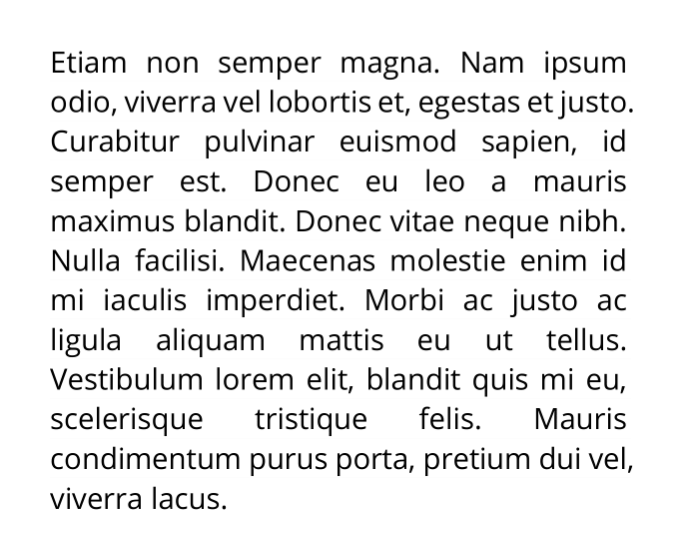 Etiam non semper magna. Nam ipsum
odio, viverra vel lobortis et, egestas et justo.
Curabitur pulvinar euismod sapien, id
semper est. Donec eu leo a mauris
maximus blandit. Donec vitae neque nibh.
Nulla facilisi. Maecenas molestie enim id
mi iaculis imperdiet. Morbi ac justo ac
ligula aliquam mattis eu ut tellus.
Vestibulum lorem elit, blandit quis mi eu,
scelerisque tristique felis. Mauris
condimentum purus porta, pretium dui vel,
viverra lacus.